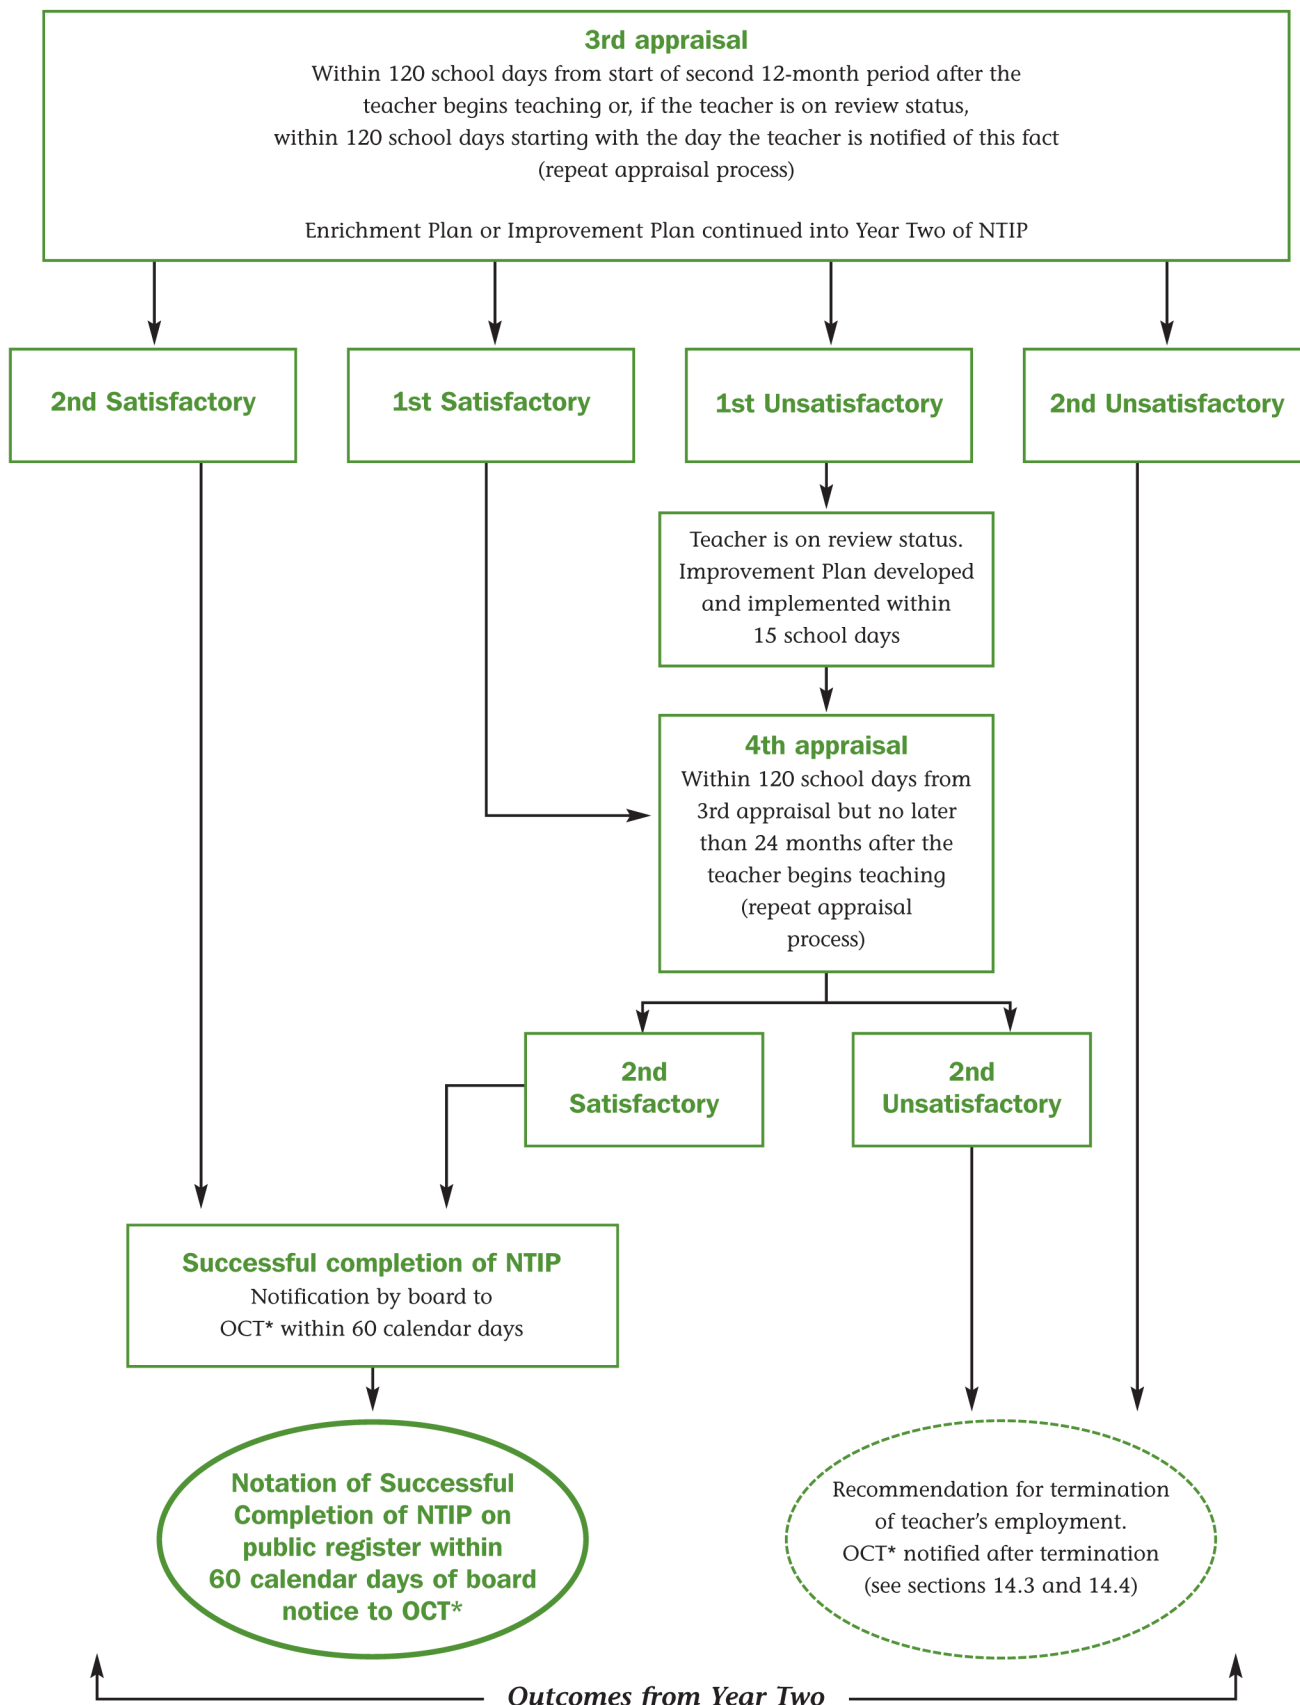 3rd appraisal
Within 120 school days from start of second 12-month period after the
teacher begins teaching or, if the teacher is on review status,
within 120 school days starting with the day the teacher is notified of this fact
(repeat appraisal process)
Enrichment Plan or Improvement Plan continued into Year Two of NTIP
2nd Satisfactory
1st Satisfactory
1st Unsatisfactory
2nd Unsatisfactory
Teacher is on review status.
Improvement Plan developed
and implemented within
15 school days
4th appraisal
Within 120 school days from
3rd appraisal but no later
than 24 months after the
teacher begins teaching
(repeat appraisal
process)
2nd
Satisfactory
2nd
Unsatisfactory
Successful completion of NTIP
Notification by board to
OCT* within 60 calendar days
Notation of Successful
Completion of NTIP on
public register within
60 calendar days of board
notice to OCT*
Recommendation for termination
of teacher’s employment.
OCT* notified after termination
(see sections 14.3 and 14.4)
Outcomes from Year Two